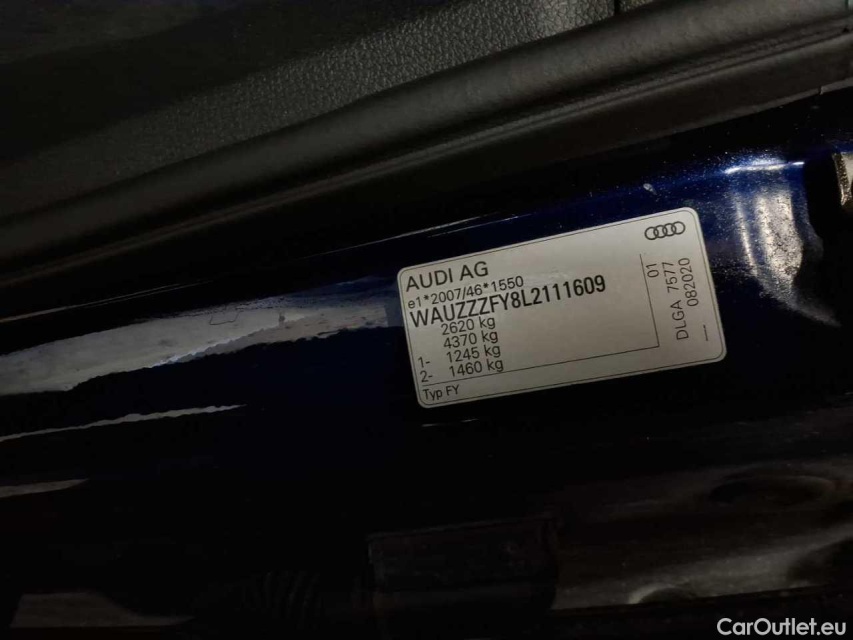 AUDI AG
e1*2007/46*1550
WAUZZZFY8L2111609
2620 kg
4370 kg
1- 1245 kg
2- 1460 kg
Typ FY
01
DLGA 7577
082020
CarOutlet.eu